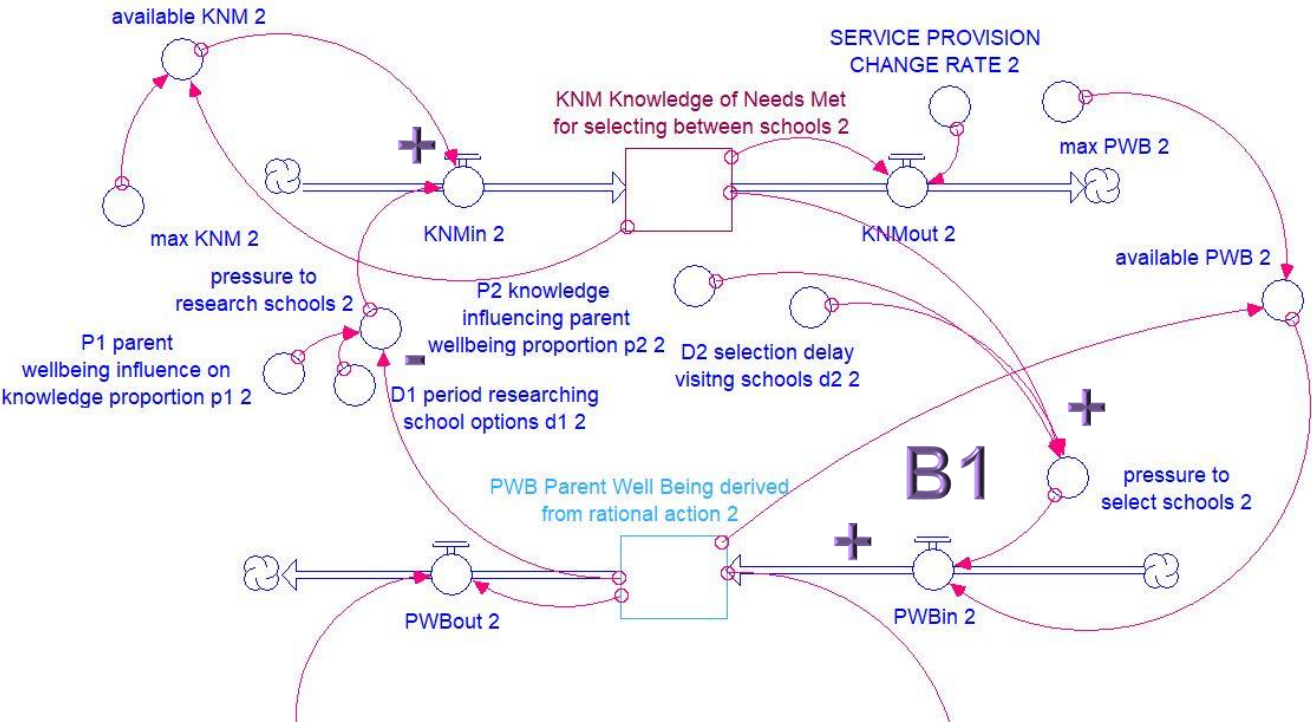 available KNM 2
SERVICE PROVISION
CHANGE RATE 2
KNM Knowledge of Needs Met
for selecting between schools 2
max PWB 2
+
KNMin 2
KNMout 2
max KNM 2
available PWB 2
pressure to
research schools 2
P2 knowledge
influencing parent
wellbeing proportion p2 2
P1 parent
wellbeing influence on
knowledge proportion p1 2
D2 selection delay
visitng schools d2 2
-
D1 period researching
school options d1 2
+
B1
pressure to
select schools 2
PWB Parent Well Being derived
from rational action 2
+
PWBout 2
PWBin 2